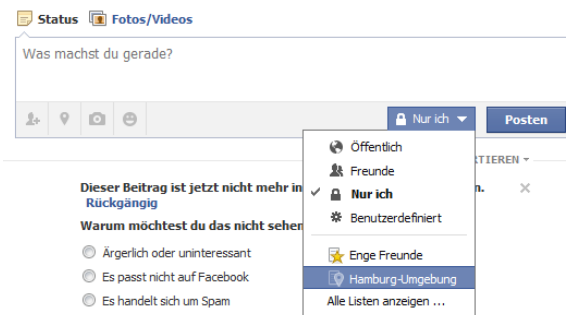 Status Fotos/Videos
Was machst du gerade?
Nur ich Posten
Öffentlich
Freunde
Nur ich
Benutzerdefiniert
Enge Freunde
Hamburg-Umgebung
Alle Listen anzeigen ...
TIEREN
Dieser Beitrag ist jetzt nicht mehr in n.
Rückgängig
Warum möchtest du das nicht sehen
Ärgerlich oder uninteressant
Es passt nicht auf Facebook
Es handelt sich um Spam